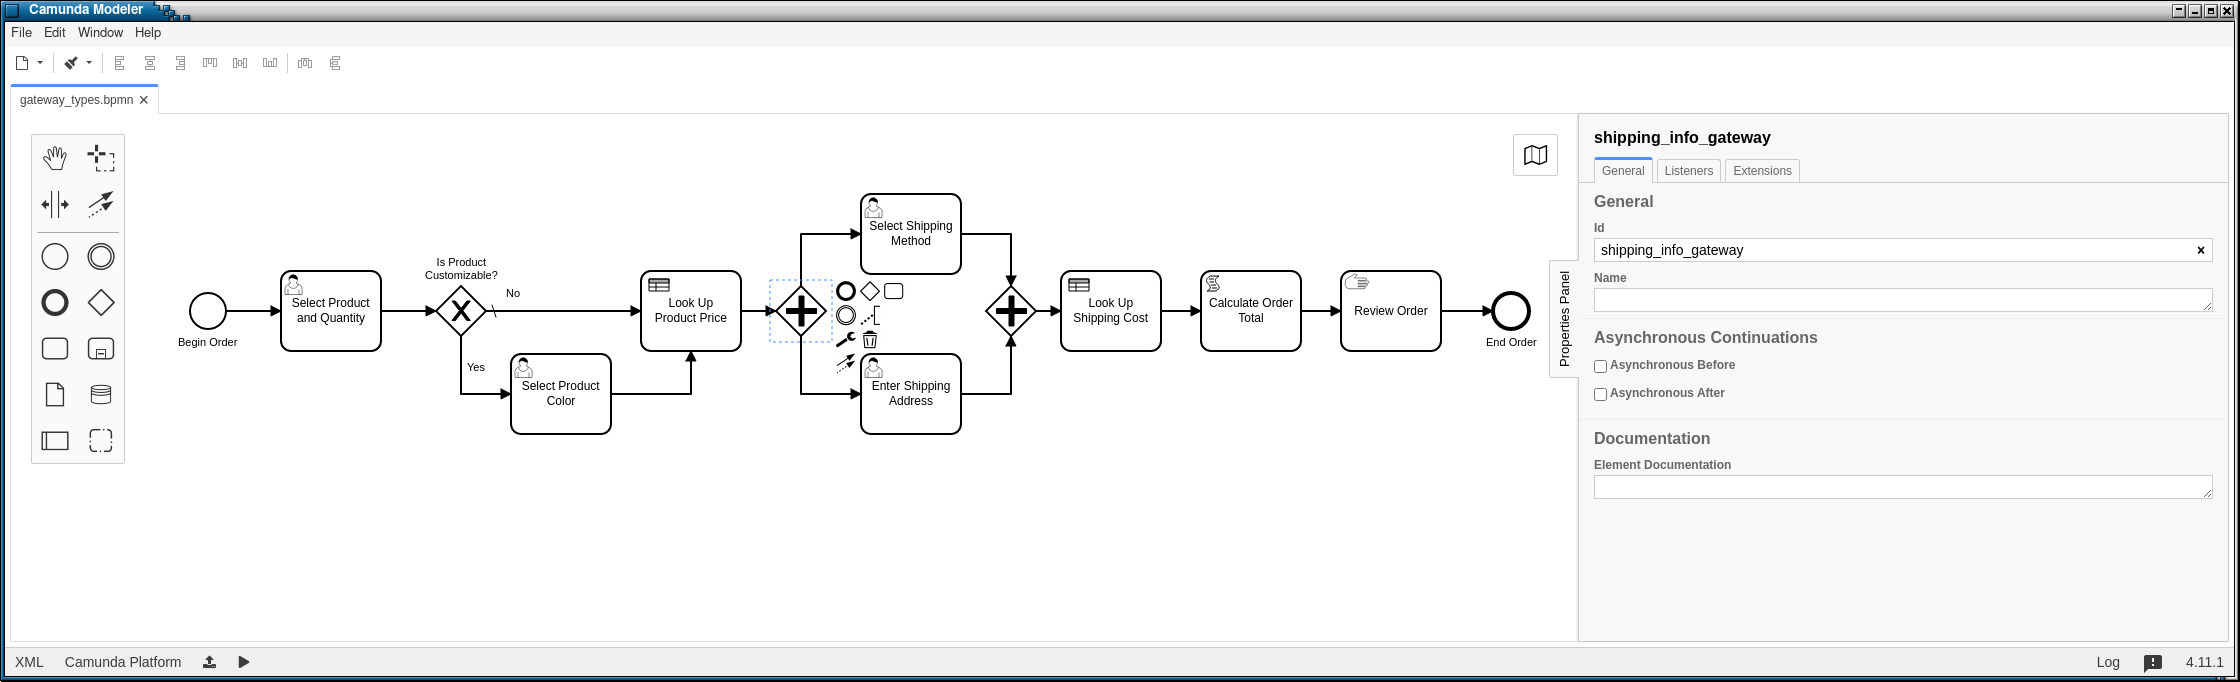 Camunda Modeler
File Edit Window Help
gateway_types.bpmn
Begin Order
Select Product
and Quantity
Is Product
Customizable?
No
Yes
Select Product
Color
Look Up
Product Price
Select Shipping
Method
Enter Shipping
Address
Look Up
Shipping Cost
Calculate Order
Total
Review Order
End Order
Properties Panel
shipping_info_gateway
General Listeners Extensions
General
Id
shipping_info_gateway
Name
Asynchronous Continuations
Asynchronous Before
Asynchronous After
Documentation
Element Documentation
XML Camunda Platform
Log 4.11.1